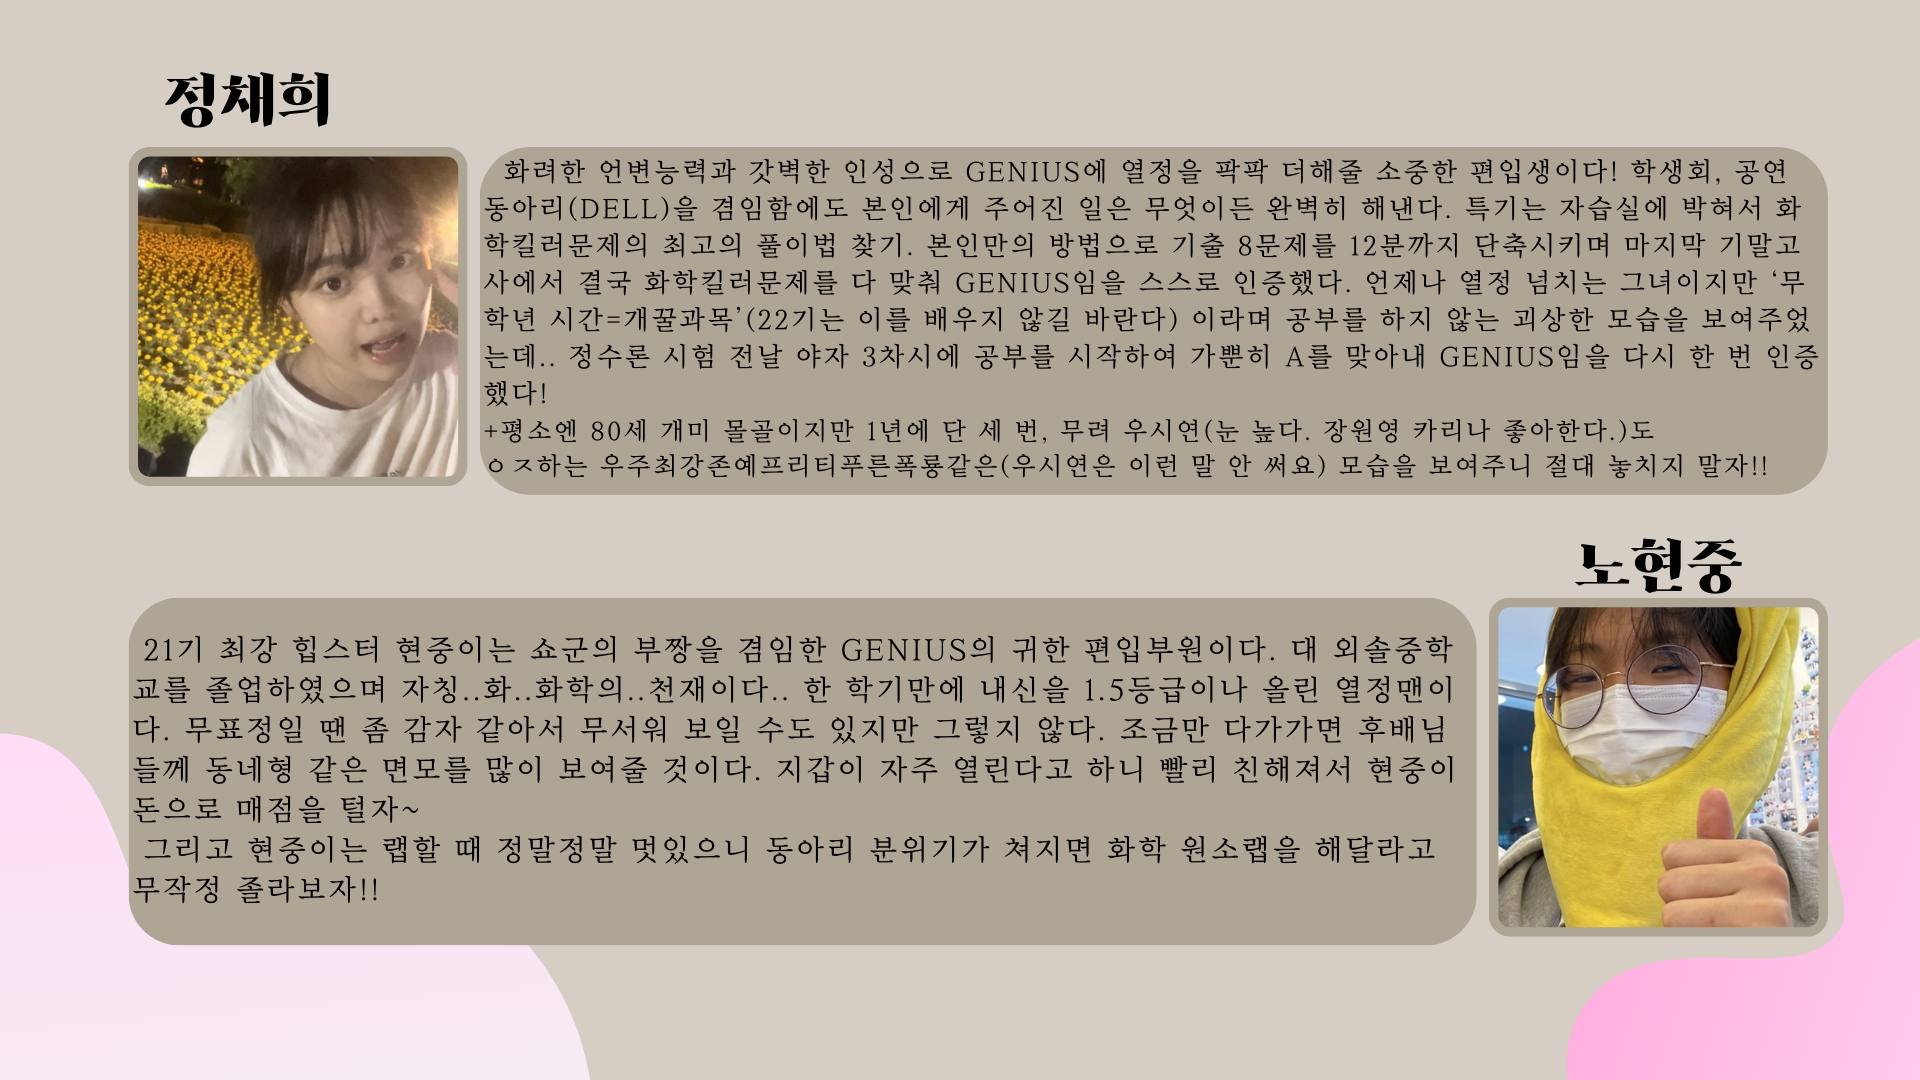 정채희
화려한 언변능력과 갓벽한 인성으로 GENIUS에 열정을 팍팍 더해줄 소중한 편입생이다! 학생회, 공연
동아리(DELL)을 겸임함에도 본인에게 주어진 일은 무엇이든 완벽히 해낸다. 특기는 자습실에 박혀서 화
학킬러문제의 최고의 풀이법 찾기. 본인만의 방법으로 기출 8문제를 12분까지 단축시키며 마지막 기말고
사에서 결국 화학킬러문제를 다 맞춰 GENIUS임을 스스로 인증했다. 언제나 열정 넘치는 그녀이지만 ‘무
학년 시간=개꿀과목’(22기는 이를 배우지 않길 바란다) 이라며 공부를 하지 않는 괴상한 모습을 보여주었
는데.. 정수론 시험 전날 야자 3차시에 공부를 시작하여 가뿐히 A를 맞아내 GENIUS임을 다시 한 번 인증
했다!
+평소엔 80세 개미 몰골이지만 1년에 단 세 번, 무려 우시연(눈 높다. 장원영 카리나 좋아한다.)도
ㅇㅈ하는 우주최강존예프리티푸른폭룡같은(우시연은 이런 말 안 써요) 모습을 보여주니 절대 놓치지 말자!!
노현중
21기 최강 힙스터 현중이는 쇼군의 부짱을 겸임한 GENIUS의 귀한 편입부원이다. 대 외솔중학
교를 졸업하였으며 자칭..화..화학의..천재이다.. 한 학기만에 내신을 1.5등급이나 올린 열정맨이
다. 무표정일 땐 좀 감자 같아서 무서워 보일 수도 있지만 그렇지 않다. 조금만 다가가면 후배님
들께 동네형 같은 면모를 많이 보여줄 것이다. 지갑이 자주 열린다고 하니 빨리 친해져서 현중이
돈으로 매점을 털자~
그리고 현중이는 랩할 때 정말정말 멋있으니 동아리 분위기가 쳐지면 화학 원소랩을 해달라고
무작정 졸라보자!!